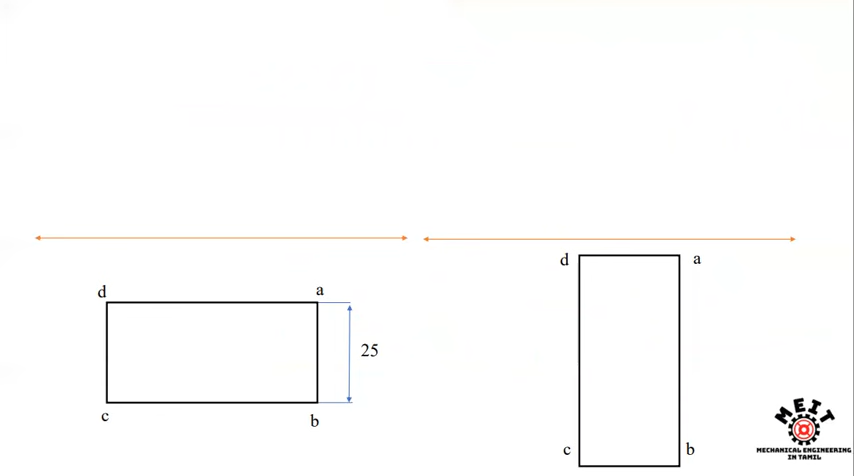 d
a
25
c
b
d
a
c
b
MEIT
MECHANICAL ENGINEERING
IN TAMIL